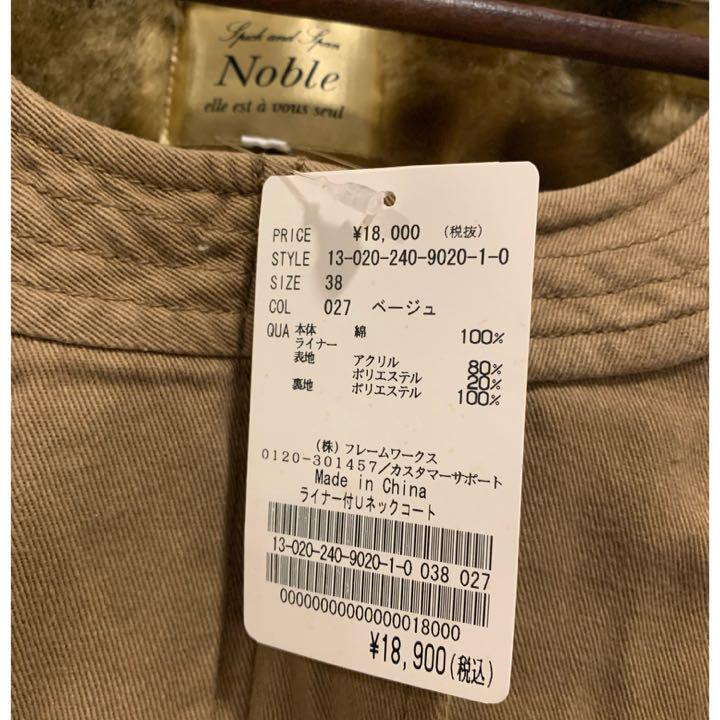 Spick and Span
Noble
elle est à vous seul
PRICE ¥18,000 (税抜)
STYLE 13-020-240-9020-1-0
SIZE 38
COL 027 ベージュ
QUA 本体 綿 100%
ライナー
表地 アクリル 80%
ポリエステル 20%
裏地 ポリエステル 100%
(株)フレームワークス
0120-301457/カスタマーサポート
Made in China
ライナー付Uネックコート
13-020-240-9020-1-0 038 027
00000000000000018000
¥18,900(税込)